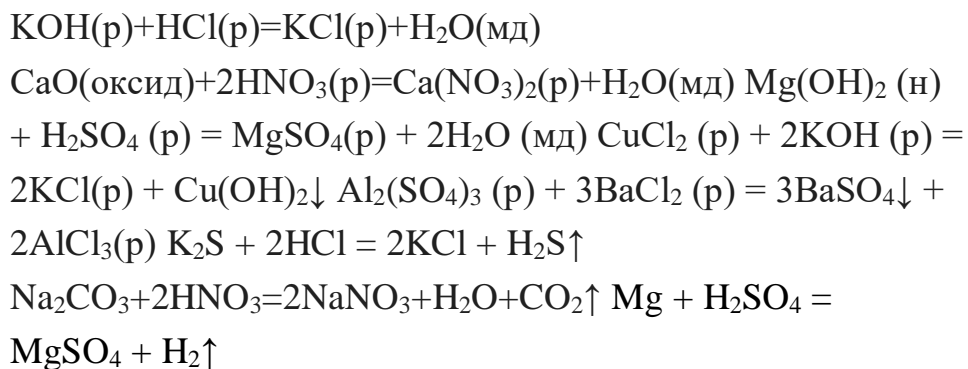 KOH(р)+HCl(р)=KCl(р)+H₂O(мд)
CaO(оксид)+2HNO₃(р)=Ca(NO₃)₂(р)+H₂O(мд) Mg(OH)₂ (н)
+ H₂SO₄ (р) = MgSO₄(р) + 2H₂O (мд) CuCl₂ (р) + 2KOH (р) =
2KCl(р) + Cu(OH)₂↓ Al₂(SO₄)₃ (р) + 3BaCl₂ (р) = 3BaSO₄↓ +
2AlCl₃(р) K₂S + 2HCl = 2KCl + H₂S↑
Na₂CO₃+2HNO₃=2NaNO₃+H₂O+CO₂↑ Mg + H₂SO₄ =
MgSO₄ + H₂↑